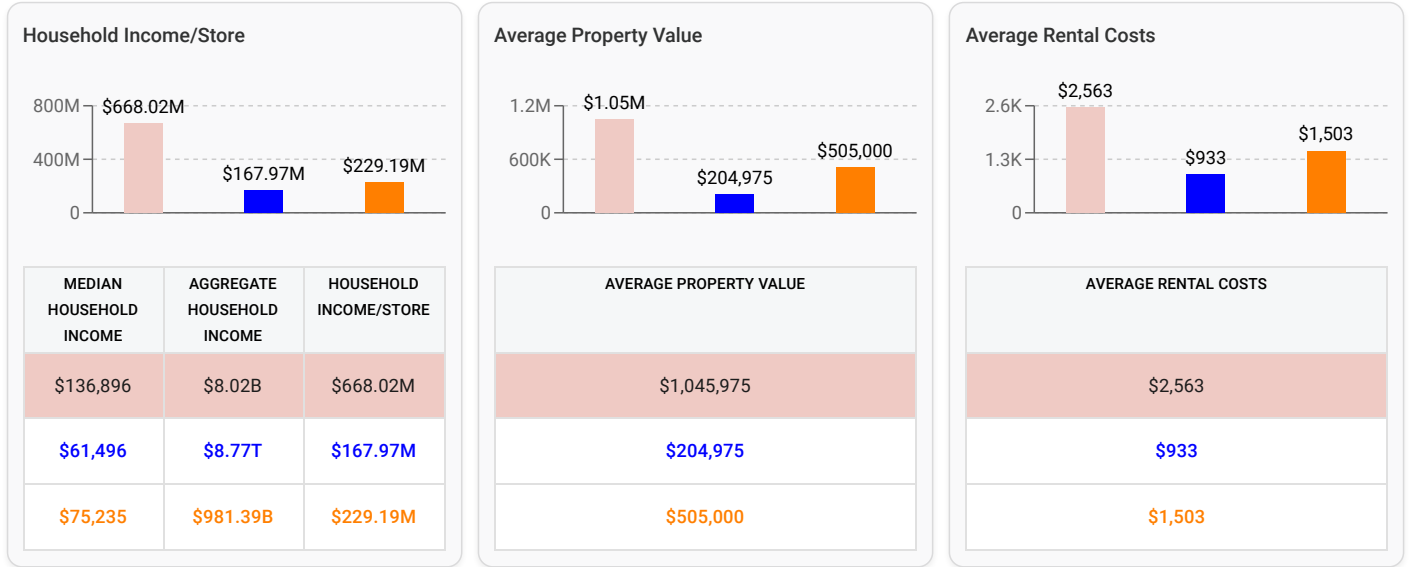 Household Income/Store
800M
$668.02M
400M
$167.97M
$229.19M
0
MEDIAN HOUSEHOLD INCOME
AGGREGATE HOUSEHOLD INCOME
HOUSEHOLD INCOME/STORE
$136,896 $8.02B $668.02M
$61,496 $8.77T $167.97M
$75,235 $981.39B $229.19M
Average Property Value
1.2M
$1.05M
600K
$204,975
$505,000
0
AVERAGE PROPERTY VALUE
$1,045,975
$204,975
$505,000
Average Rental Costs
2.6K
$2,563
1.3K
$933
$1,503
0
AVERAGE RENTAL COSTS
$2,563
$933
$1,503